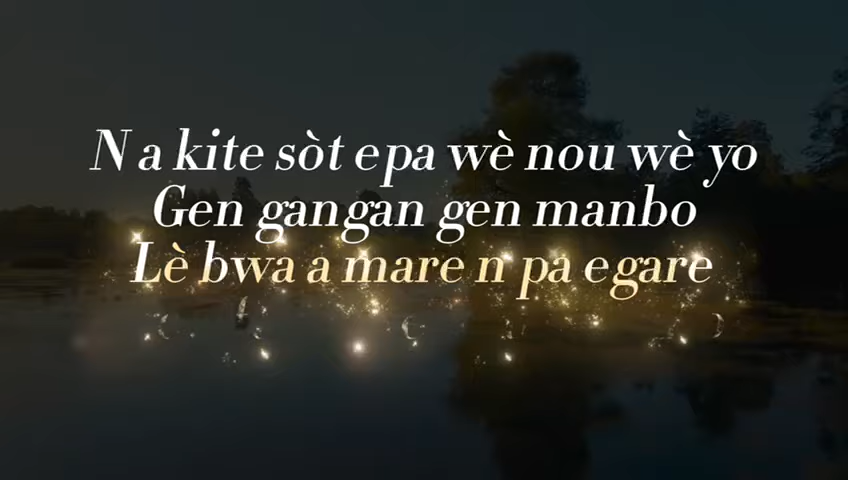 N a kite sòt epa wè nou wè yo
Gen gangan gen manbo
Lè bwa a mare n pa egare